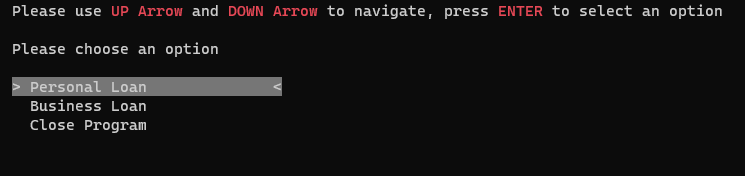 Please use UP Arrow and DOWN Arrow to navigate, press ENTER to select an option
Please choose an option
> Personal Loan <
Business Loan
Close Program